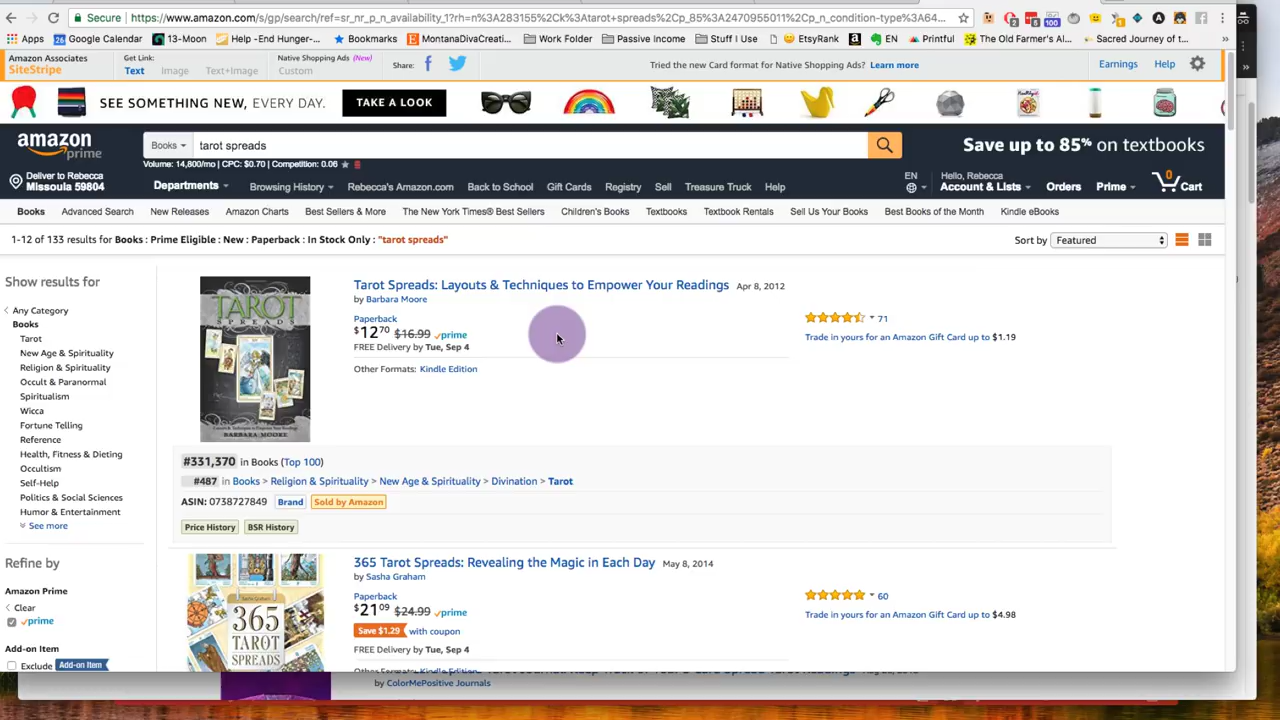 Secure https://www.amazon.com/s/gp/search/ref=sr_nr_p_n_availability_1?rh=n%3A283155%2Ck%3Atarot+spreads%2Cp_85%3A2470955011%2Cp_n_condition-type%3A64...
Apps Google Calendar 13-Moon Help -End Hunger-... Bookmarks MontanaDivaCreati... Link Folder Passive Income Stuff I Use EtsyRank EN Printful The Old Farmer's Al... Sacred Journey of t... »
Amazon Associates
SiteStripe
Get Link:
Text Image Text+Image
Native Shopping Ads (New)
Custom
Share:
Tried the new Card format for Native Shopping Ads? Learn more
Earnings Help
SEE SOMETHING NEW, EVERY DAY. TAKE A LOOK
amazon prime
Books tarot spreads
Save up to 85% on textbooks
Volume: 14,800/mo | CPC: $0.70 | Competition: 0.06
Deliver to Rebecca
Missoula 59804
Departments Browsing History Rebecca's Amazon.com Back to School Gift Cards Registry Sell Treasure Truck Help
EN
Hello, Rebecca
Account & Lists Orders Prime 0 Cart
Books Advanced Search New Releases Amazon Charts Best Sellers & More The New York Times® Best Sellers Children's Books Textbooks Textbook Rentals Sell Us Your Books Best Books of the Month Kindle eBooks
1-12 of 133 results for Books : Prime Eligible : New : Paperback : In Stock Only : "tarot spreads"
Sort by Featured
Show results for
Any Category
Books
Tarot
New Age & Spirituality
Religion & Spirituality
Occult & Paranormal
Spiritualism
Wicca
Fortune Telling
Reference
Health, Fitness & Dieting
Occultism
Self-Help
Politics & Social Sciences
Humor & Entertainment
See more
Refine by
Amazon Prime
Clear
prime
Add-on Item
Exclude Add-on Item
TAROT
SPREADS
BARBARA MOORE
Tarot Spreads: Layouts & Techniques to Empower Your Readings Apr 8, 2012
by Barbara Moore
Paperback
$12 70 $16.99 prime
FREE Delivery by Tue, Sep 4
Other Formats: Kindle Edition
71
Trade in yours for an Amazon Gift Card up to $1.19
#331,370 in Books (Top 100)
#487 in Books > Religion & Spirituality > New Age & Spirituality > Divination > Tarot
ASIN: 0738727849 Brand Sold by Amazon
Price History BSR History
365
TAROT
SPREADS
365 Tarot Spreads: Revealing the Magic in Each Day May 8, 2014
by Sasha Graham
Paperback
$21 09 $24.99 prime
Save $1.29 with coupon
FREE Delivery by Tue, Sep 4
Other Formats: Kindle Edition
60
Trade in yours for an Amazon Gift Card up to $4.98
by ColorMePositive Journals